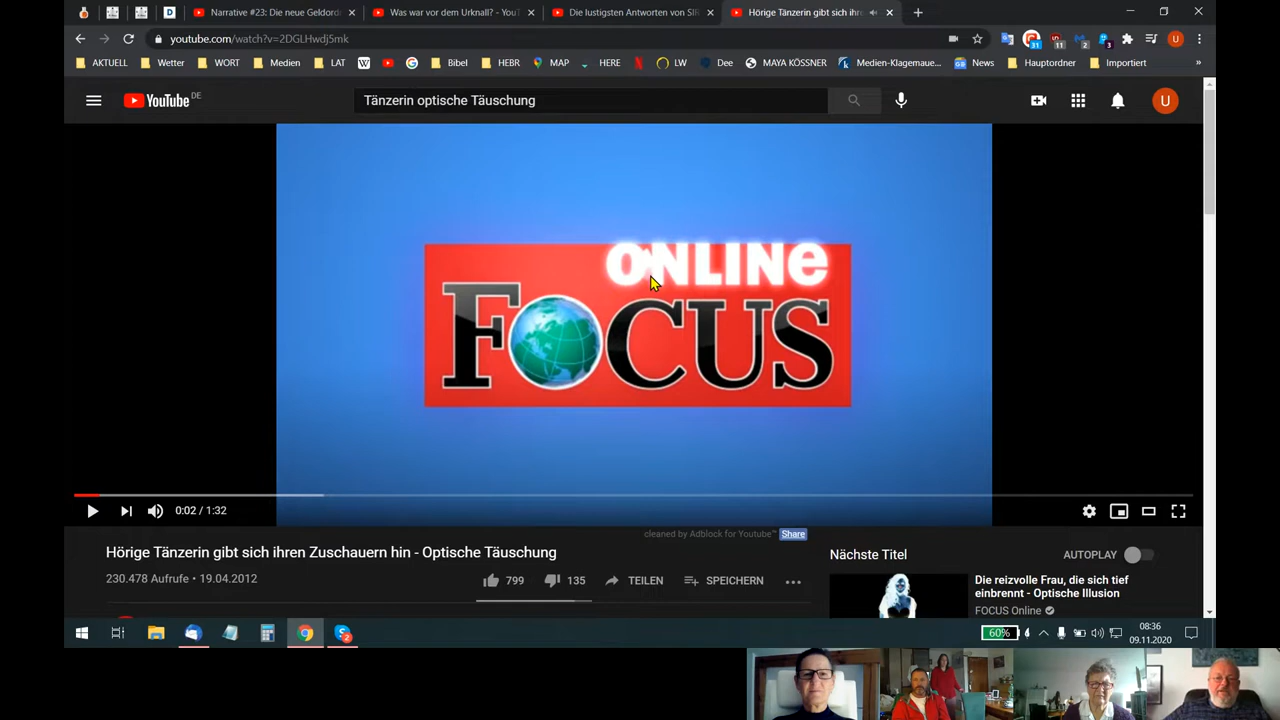 Narrative #23: Die neue Geldord
Was war vor dem Urknall? - YouT
Die lustigsten Antworten von SIR
Hörige Tänzerin gibt sich ihre
youtube.com/watch?v=2DGLHwdj5mk
AKTUELL Wetter WORT Medien LAT Bibel HEBR MAP HERE LW Dee MAYA KÖSSNER Medien-Klagemaue... News Hauptordner Importiert »
YouTube DE
Tänzerin optische Täuschung
U
ONLINE
FOCUS
0:02 / 1:32
cleaned by Adblock for Youtube™ Share
Hörige Tänzerin gibt sich ihren Zuschauern hin - Optische Täuschung
230.478 Aufrufe • 19.04.2012
799 135 TEILEN SPEICHERN
Nächste Titel
AUTOPLAY
Die reizvolle Frau, die sich tief
einbrennt - Optische Illusion
FOCUS Online
60%
08:36
09.11.2020